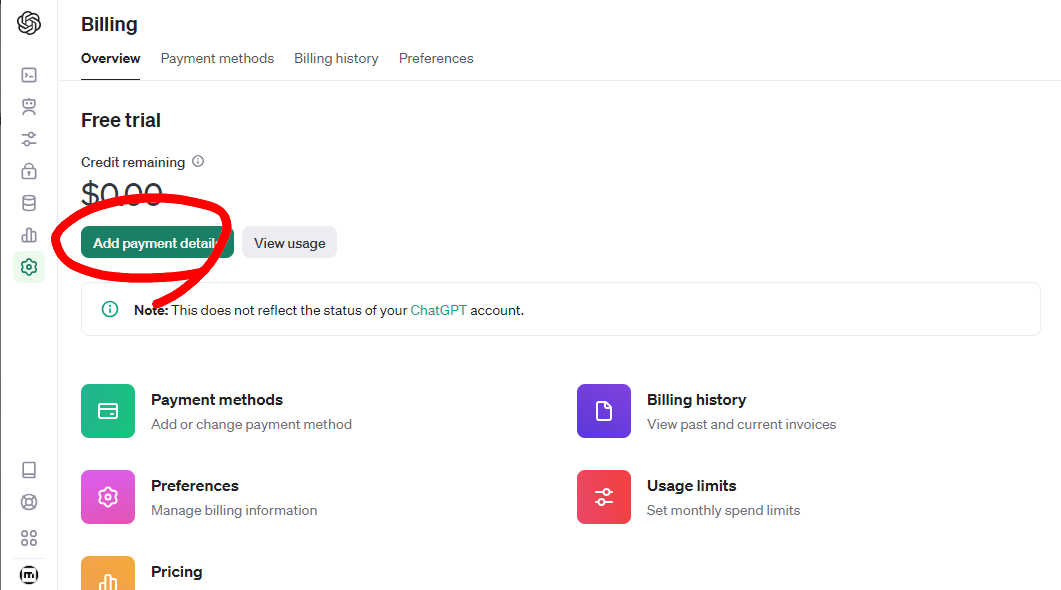 Billing
Overview Payment methods Billing history Preferences
Free trial
Credit remaining
$0.00
Add payment details View usage
Note: This does not reflect the status of your ChatGPT account.
Payment methods
Add or change payment method
Billing history
View past and current invoices
Preferences
Manage billing information
Usage limits
Set monthly spend limits
Pricing